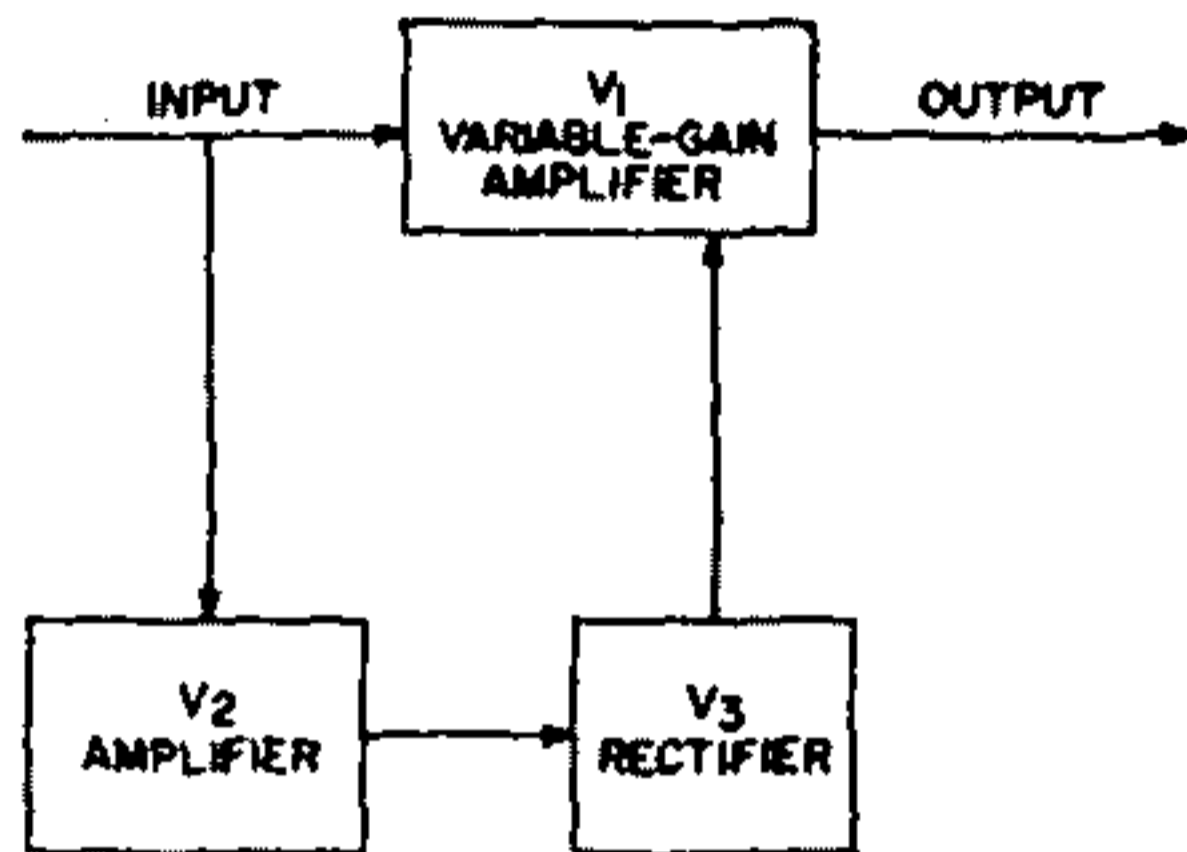 INPUT
V1
VARIABLE-GAIN
AMPLIFIER
OUTPUT
V2
AMPLIFIER
V3
RECTIFIER